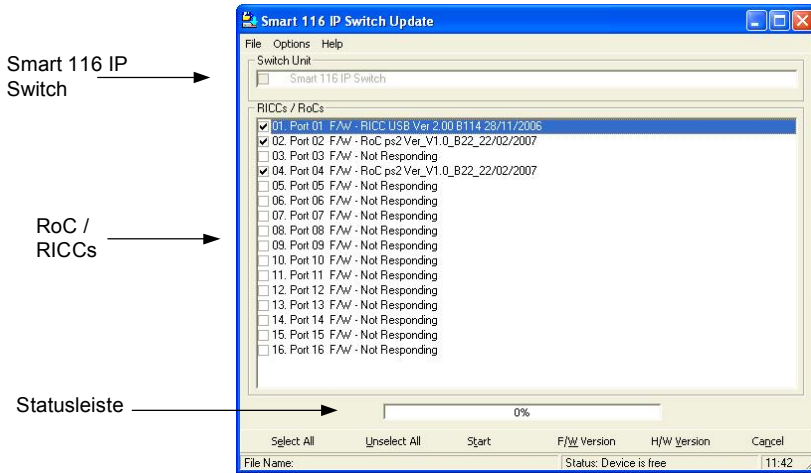 Smart 116 IP Switch Update
File Options Help
Switch Unit
Smart 116 IP Switch
Smart 116 IP
Switch
RICCs / RoCs
01. Port 01 F/W - RICC USB Ver 2.00 B114 28/11/2006
02. Port 02 F/W - RoC ps2 Ver_V1.0_B22_22/02/2007
03. Port 03 F/W - Not Responding
04. Port 04 F/W - RoC ps2 Ver_V1.0_B22_22/02/2007
05. Port 05 F/W - Not Responding
06. Port 06 F/W - Not Responding
07. Port 07 F/W - Not Responding
08. Port 08 F/W - Not Responding
09. Port 09 F/W - Not Responding
10. Port 10 F/W - Not Responding
11. Port 11 F/W - Not Responding
12. Port 12 F/W - Not Responding
13. Port 13 F/W - Not Responding
14. Port 14 F/W - Not Responding
15. Port 15 F/W - Not Responding
16. Port 16 F/W - Not Responding
RoC /
RICCs
Statusleiste
0%
Select All Unselect All Start F/W Version H/W Version Cancel
File Name: Status: Device is free 11:42